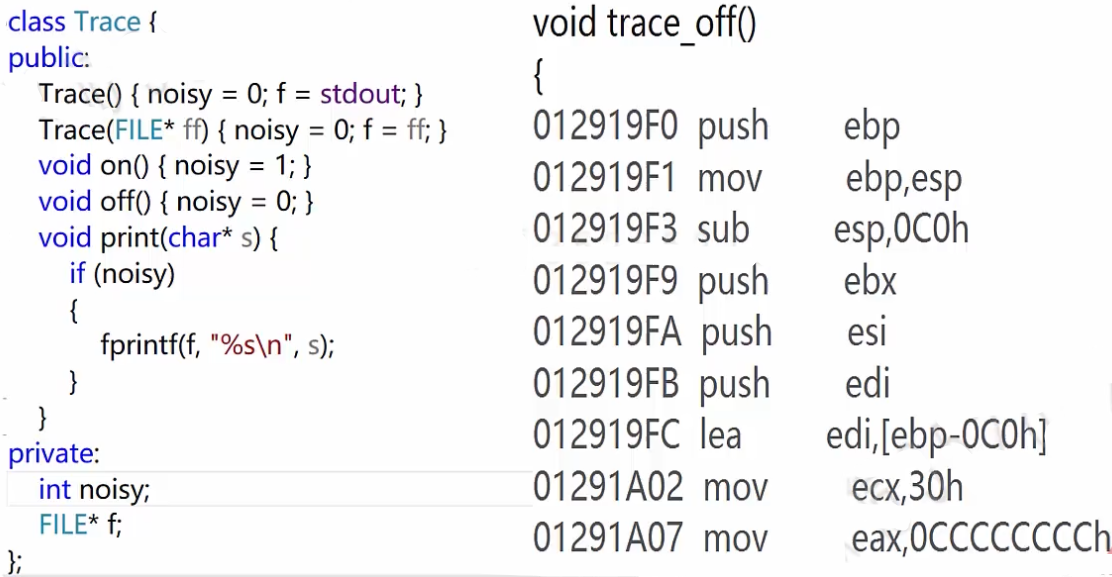 class Trace {
public:
Trace() { noisy = 0; f = stdout; }
Trace(FILE* ff) { noisy = 0; f = ff; }
void on() { noisy = 1; }
void off() { noisy = 0; }
void print(char* s) {
if (noisy)
{
fprintf(f, "%s\n", s);
}
}
private:
int noisy;
FILE* f;
};
void trace_off()
{
012919F0 push ebp
012919F1 mov ebp,esp
012919F3 sub esp,0C0h
012919F9 push ebx
012919FA push esi
012919FB push edi
012919FC lea edi,[ebp-0C0h]
01291A02 mov ecx,30h
01291A07 mov eax,0CCCCCCCCh